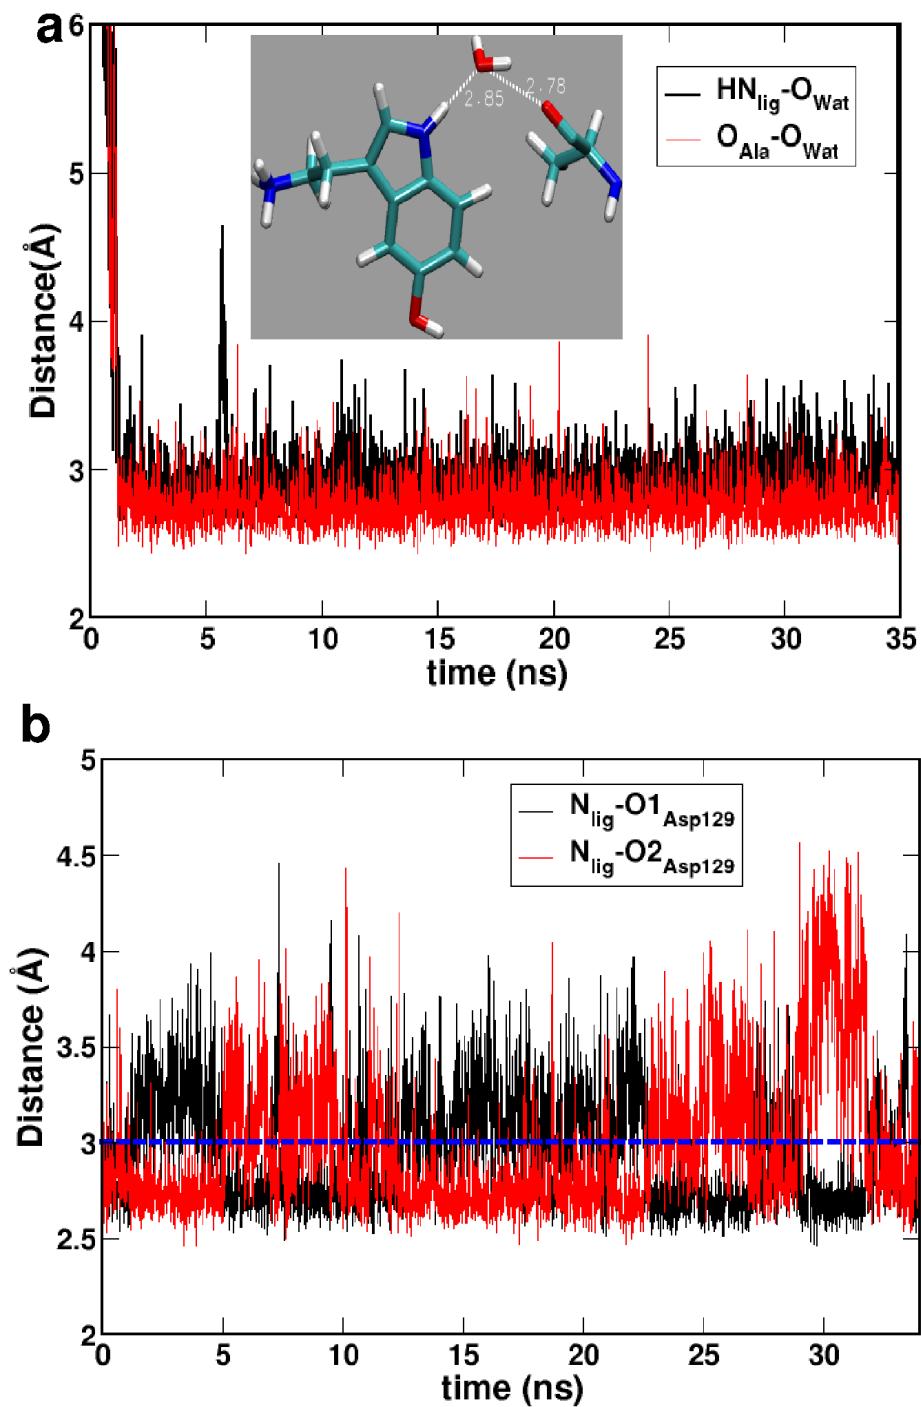 a
6
5
4
3
2
Distance(Å)
2.85
2.78
HNlig-OWat
OAla-OWat
0 5 10 15 20 25 30 35
time (ns)
b
5
4.5
4
3.5
3
2.5
2
Distance (Å)
Nlig-O1Asp129
Nlig-O2Asp129
0 5 10 15 20 25 30
time (ns)